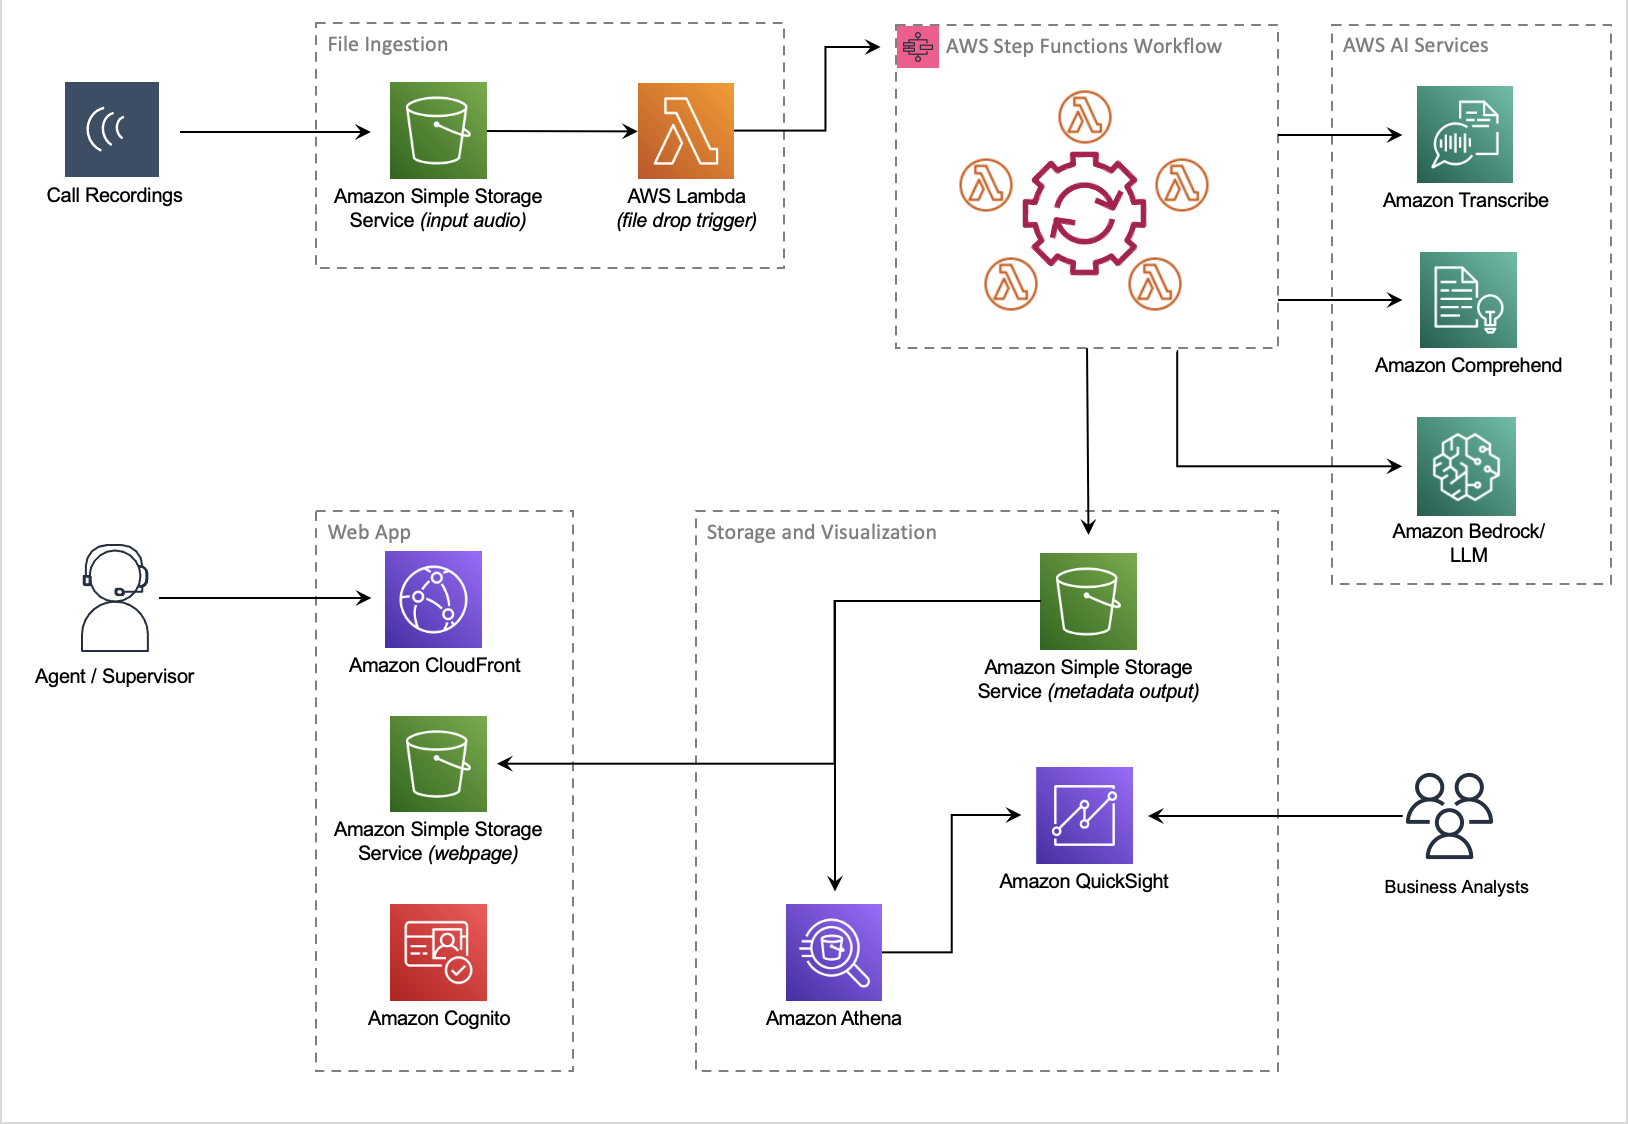 File Ingestion
AWS Step Functions Workflow
AWS AI Services
Call Recordings
Amazon Simple Storage
Service (input audio)
AWS Lambda
(file drop trigger)
Amazon Transcribe
Amazon Comprehend
Amazon Bedrock/
LLM
Web App
Storage and Visualization
Agent / Supervisor
Amazon CloudFront
Amazon Simple Storage
Service (metadata output)
Amazon Simple Storage
Service (webpage)
Amazon QuickSight
Business Analysts
Amazon Cognito
Amazon Athena